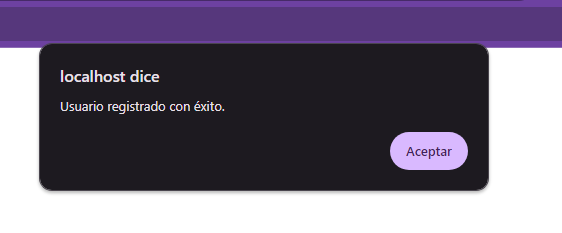 localhost dice
Usuario registrado con éxito.
Aceptar